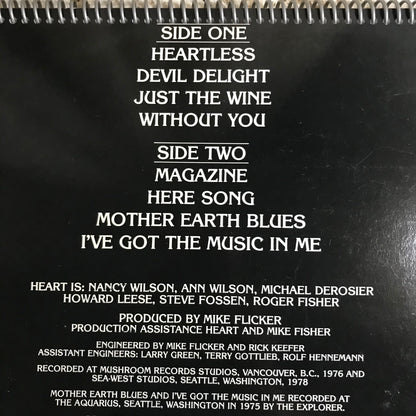 SIDE ONE
HEARTLESS
DEVIL DELIGHT
JUST THE WINE
WITHOUT YOU
SIDE TWO
MAGAZINE
HERE SONG
MOTHER EARTH BLUES
I'VE GOT THE MUSIC IN ME
HEART IS: NANCY WILSON, ANN WILSON, MICHAEL DEROSIER
HOWARD LEESE, STEVE FOSSEN, ROGER FISHER
PRODUCED BY MIKE FLICKER
PRODUCTION ASSISTANCE HEART AND MIKE FISHER
ENGINEERED BY MIKE FLICKER AND RICK KEEFER
ASSISTANT ENGINEERS: LARRY GREEN, TERRY GOTTLIEB, ROLF HENNEMANN
RECORDED AT MUSHROOM RECORDS STUDIOS, VANCOUVER, B.C., 1976 AND
SEA-WEST STUDIOS, SEATTLE, WASHINGTON, 1978
MOTHER EARTH BLUES AND I'VE GOT THE MUSIC IN ME RECORDED AT
THE AQUARIUS, SEATTLE, WASHINGTON IN 1975 BY THE EXPLORER.